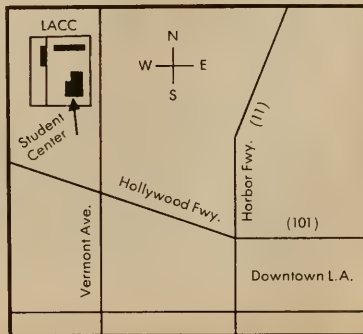 LACC
N
W E
S
Student
Center
Hollywood Fwy.
Vermont Ave.
Harbor Fwy. (11)
(101)
Downtown L.A.